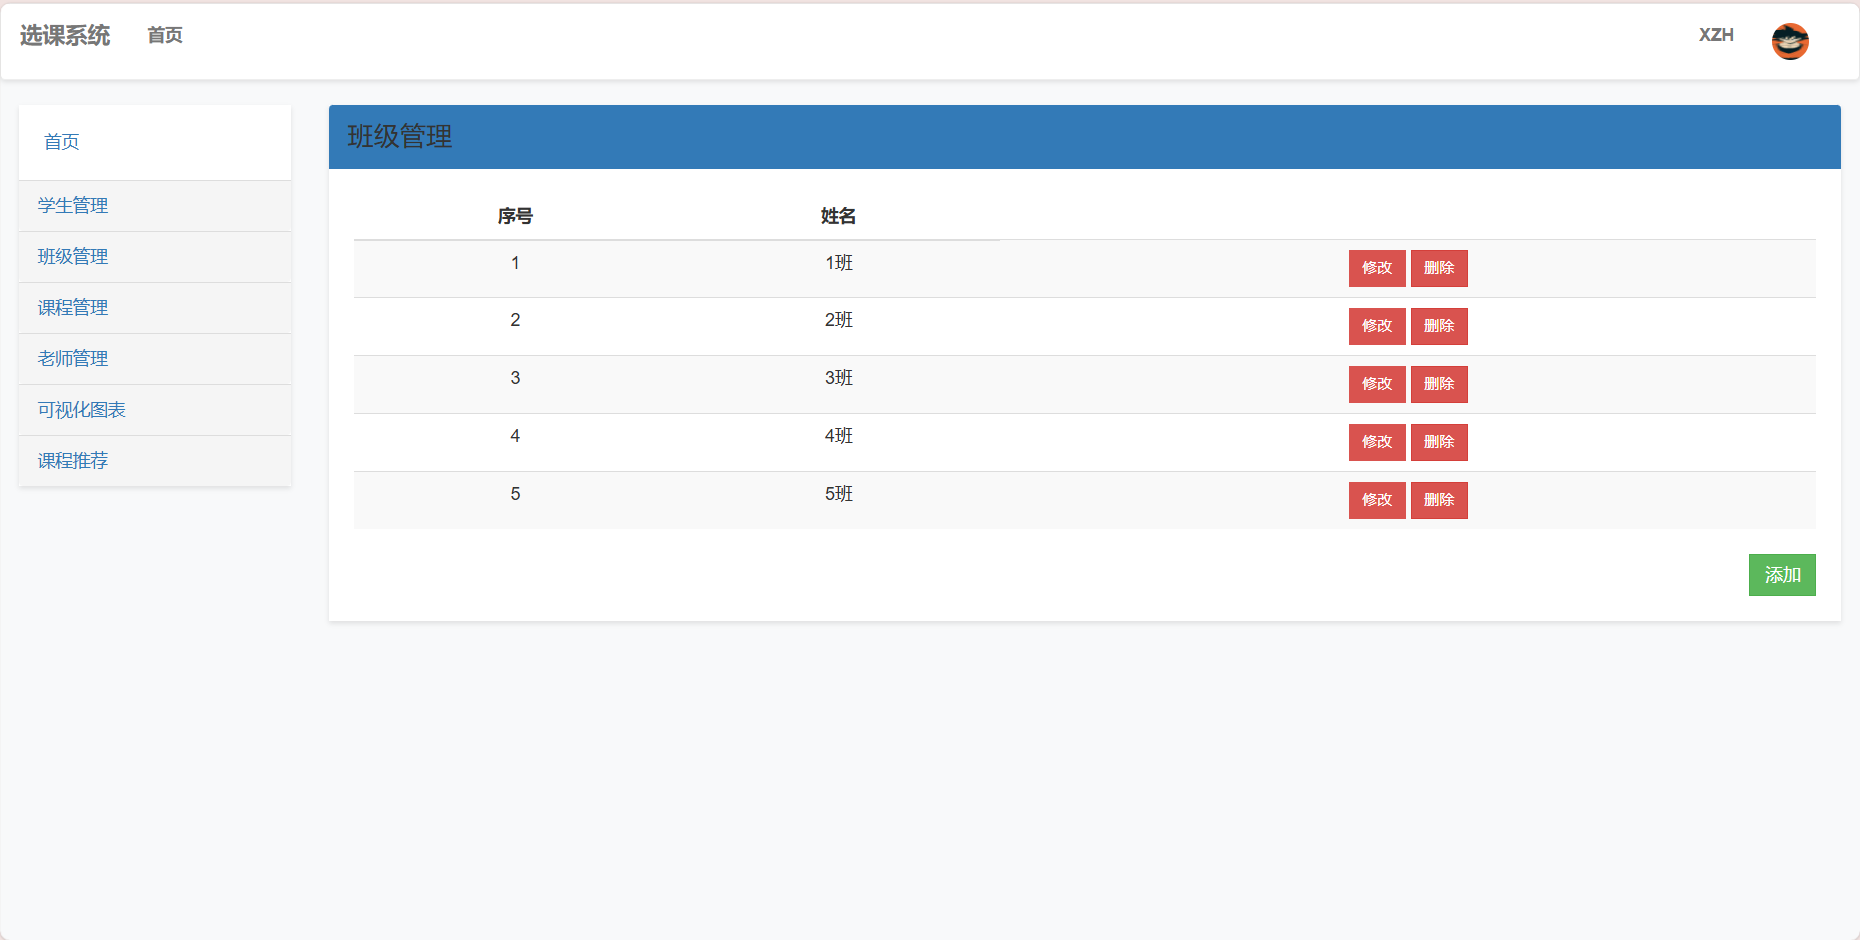 选课系统 首页 XZH
首页
学生管理
班级管理
课程管理
老师管理
可视化图表
课程推荐
班级管理
序号 姓名
1 1班 修改 删除
2 2班 修改 删除
3 3班 修改 删除
4 4班 修改 删除
5 5班 修改 删除
添加